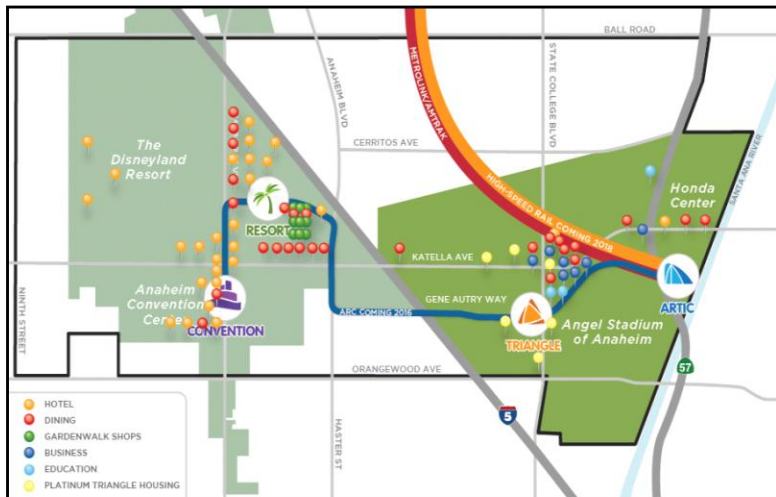 BALL ROAD
ANAHEIM BLVD
STATE COLLEGE BLVD
METROLINK/AMTRAK
HIGH-SPEED RAIL COMING 2018
SANTA ANA RIVER
The
Disneyland
Resort
CERRITOS AVE
Honda
Center
RESORT
KATELLA AVE
GENE AUTRY WAY
ARTIC
Anaheim
Convention
Center
CONVENTION
ARC COMING 2016
TRIANGLE
Angel Stadium
of Anaheim
NINTH STREET
ORANGEWOOD AVE
57
5
HASTER ST
HOTEL
DINING
GARDENWALK SHOPS
BUSINESS
EDUCATION
PLATINUM TRIANGLE HOUSING